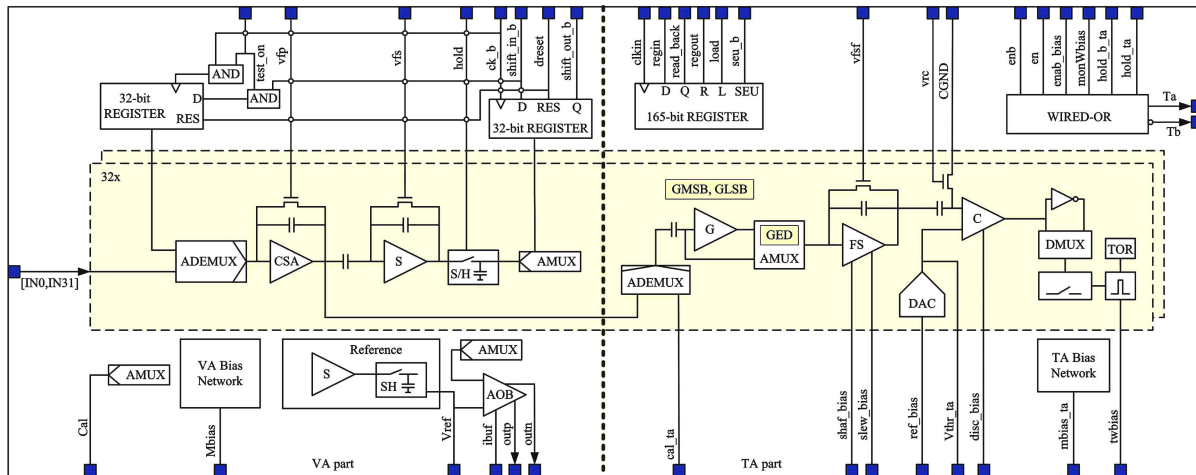 test_on
vfp
vfs
hold
ck_b
shift_in_b
dreset
shift_out_b
clkin
regin
read_back
regout
load
seu_b
vfsf
vrc
CGND
enb
en
enab_bias
monWbias
hold_b_ta
hold_ta
AND
AND
32-bit
REGISTER
D
RES
D RES Q
32-bit REGISTER
D Q R L SEU
165-bit REGISTER
WIRED-OR
Ta
Tb
32x
GMSB, GLSB
ADEMUX
CSA
S
S/H
AMUX
[IN0,IN31]
ADEMUX
G
GED
AMUX
FS
C
DAC
DMUX
TOR
AMUX
Cal
VA Bias
Network
Mbias
Reference
S
SH
AMUX
AOB
Vref
ibuf
outp
outn
VA part
cal_ta
TA part
shaf_bias
slew_bias
ref_bias
Vthr_ta
disc_bias
TA Bias
Network
mbias_ta
twbias